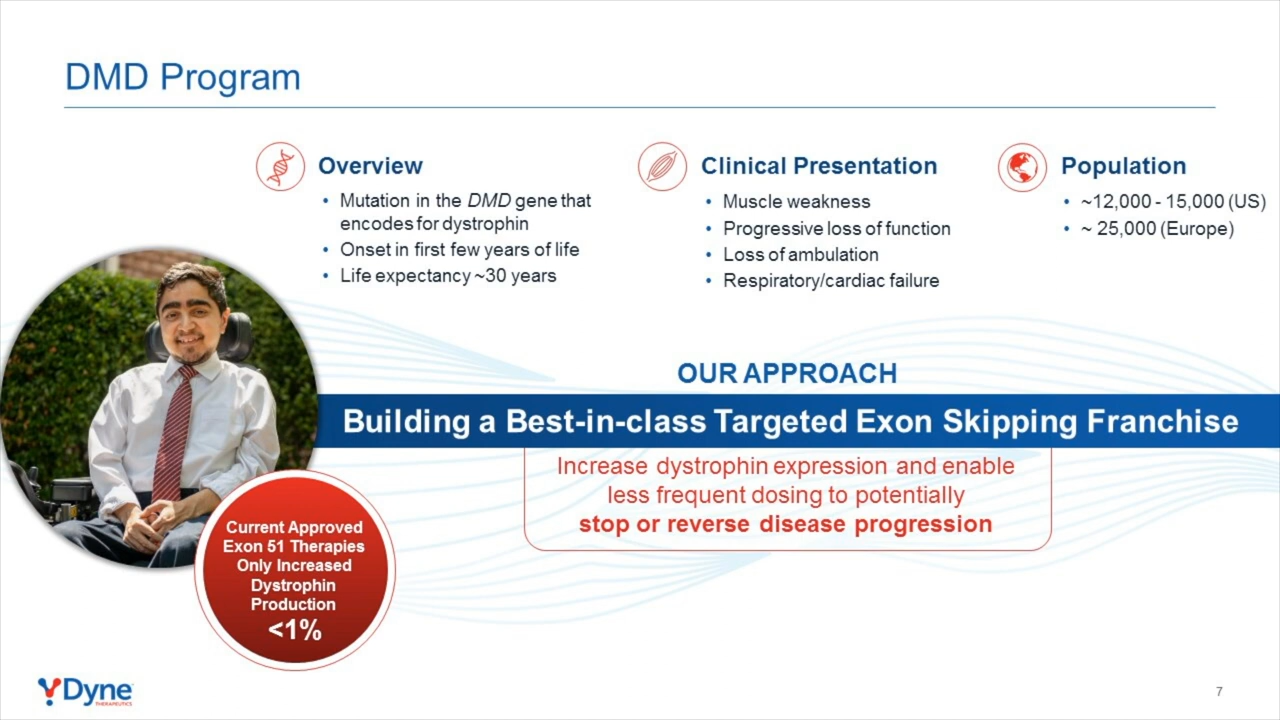 DMD Program
Overview
• Mutation in the DMD gene that
encodes for dystrophin
• Onset in first few years of life
• Life expectancy ~30 years
Clinical Presentation
• Muscle weakness
• Progressive loss of function
• Loss of ambulation
• Respiratory/cardiac failure
Population
• ~12,000 - 15,000 (US)
• ~ 25,000 (Europe)
OUR APPROACH
Building a Best-in-class Targeted Exon Skipping Franchise
Increase dystrophin expression and enable
less frequent dosing to potentially
stop or reverse disease progression
Current Approved
Exon 51 Therapies
Only Increased
Dystrophin
Production
<1%
Dyne
THERAPEUTICS
7